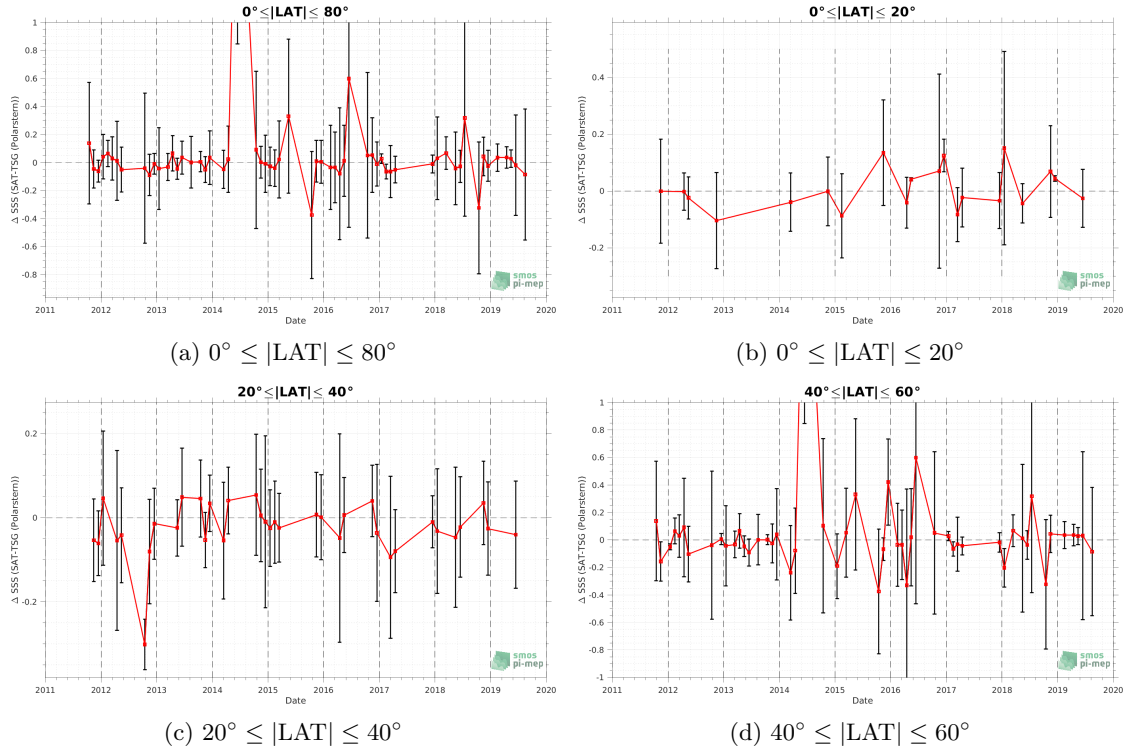 0°≤|LAT|≤ 80°
1
0.8
0.6
0.4
0.2
0
-0.2
-0.4
-0.6
-0.8
Δ SSS (SAT-TSG (Polarstern))
2011 2012 2013 2014 2015 2016 2017 2018 2019 2020
Date
smos
pi-mep
(a) 0° ≤ |LAT| ≤ 80°
0°≤|LAT|≤ 20°
0.4
0.2
0
-0.2
Δ SSS (SAT-TSG (Polarstern))
2011 2012 2013 2014 2015 2016 2017 2018 2019 2020
Date
smos
pi-mep
(b) 0° ≤ |LAT| ≤ 20°
20°≤|LAT|≤ 40°
0.2
0
-0.2
Δ SSS (SAT-TSG (Polarstern))
2011 2012 2013 2014 2015 2016 2017 2018 2019 2020
Date
smos
pi-mep
(c) 20° ≤ |LAT| ≤ 40°
40°≤|LAT|≤ 60°
1
0.8
0.6
0.4
0.2
0
-0.2
-0.4
-0.6
-0.8
-1
Δ SSS (SAT-TSG (Polarstern))
2011 2012 2013 2014 2015 2016 2017 2018 2019 2020
Date
smos
pi-mep
(d) 40° ≤ |LAT| ≤ 60°